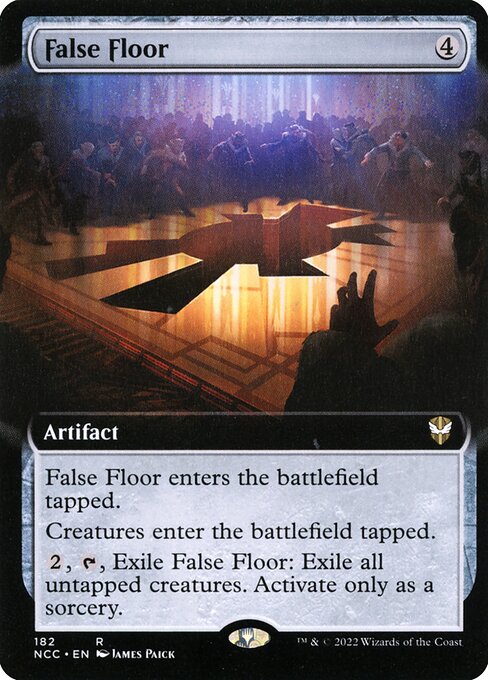 False Floor 4
Artifact
False Floor enters the battlefield
tapped.
Creatures enter the battlefield tapped.
2, , Exile False Floor: Exile all
untapped creatures. Activate only as a
sorcery.
182 R
NCC • EN James Paick
™ & © 2022 Wizards of the Coast